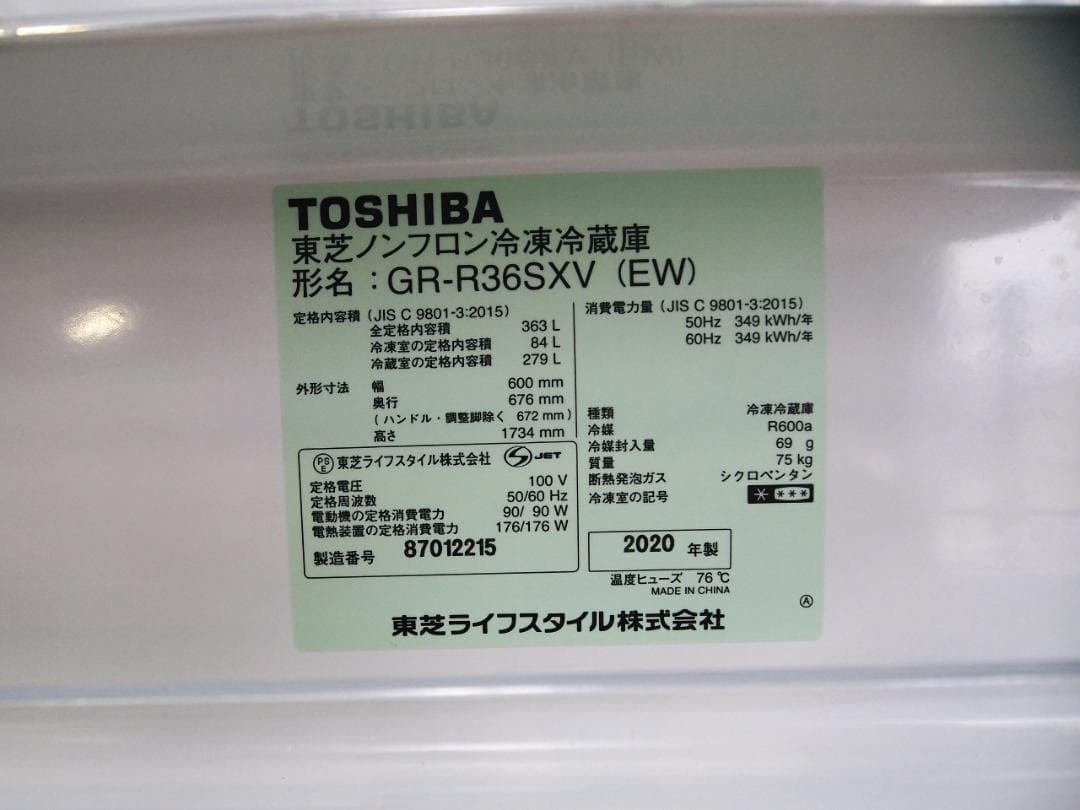 TOSHIBA
東芝ノンフロン冷凍冷蔵庫
形名：GR-R36SXV (EW)
定格内容積 (JIS C 9801-3:2015)
全定格内容積 363 L
冷凍室の定格内容積 84 L
冷蔵室の定格内容積 279 L
外形寸法 幅 600 mm
奥行 676 mm
(ハンドル・調整脚除く 672 mm)
高さ 1734 mm
消費電力量 (JIS C 9801-3:2015)
50Hz 349 kWh/年
60Hz 349 kWh/年
種類 冷凍冷蔵庫
冷媒 R600a
冷媒封入量 69 g
質量 75 kg
断熱発泡ガス シクロペンタン
冷凍室の記号
PSE 東芝ライフスタイル株式会社 S JET
定格電圧 100 V
定格周波数 50/60 Hz
電動機の定格消費電力 90/ 90 W
電熱装置の定格消費電力 176/176 W
製造番号 87012215
2020 年製
温度ヒューズ 76 ℃
MADE IN CHINA
Ⓐ
東芝ライフスタイル株式会社